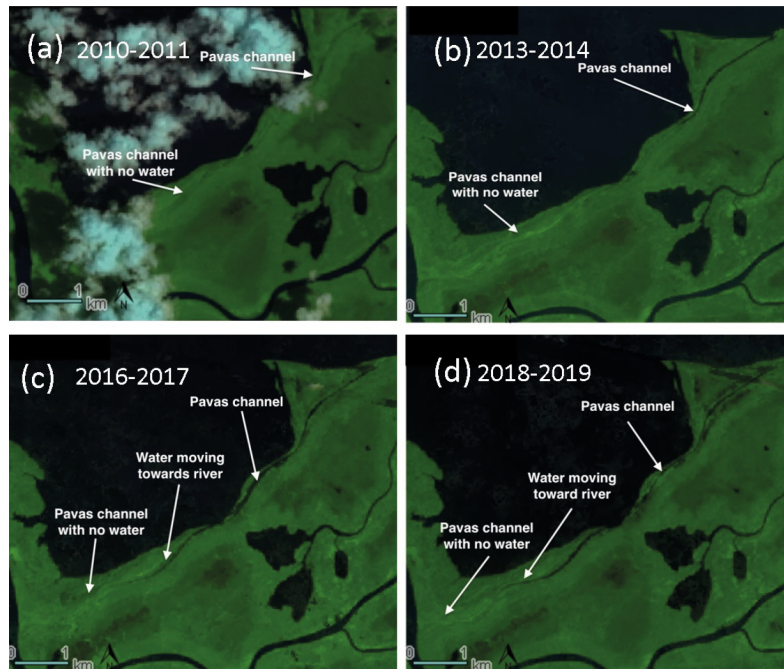 (a) 2010-2011
Pavas channel
Pavas channel
with no water
0 1
km
N
(b) 2013-2014
Pavas channel
Pavas channel
with no water
0 1
km
N
(c) 2016-2017
Pavas channel
Water moving
towards river
Pavas channel
with no water
0 1
km
N
(d) 2018-2019
Pavas channel
Water moving
toward river
Pavas channel
with no water
0 1
km
N